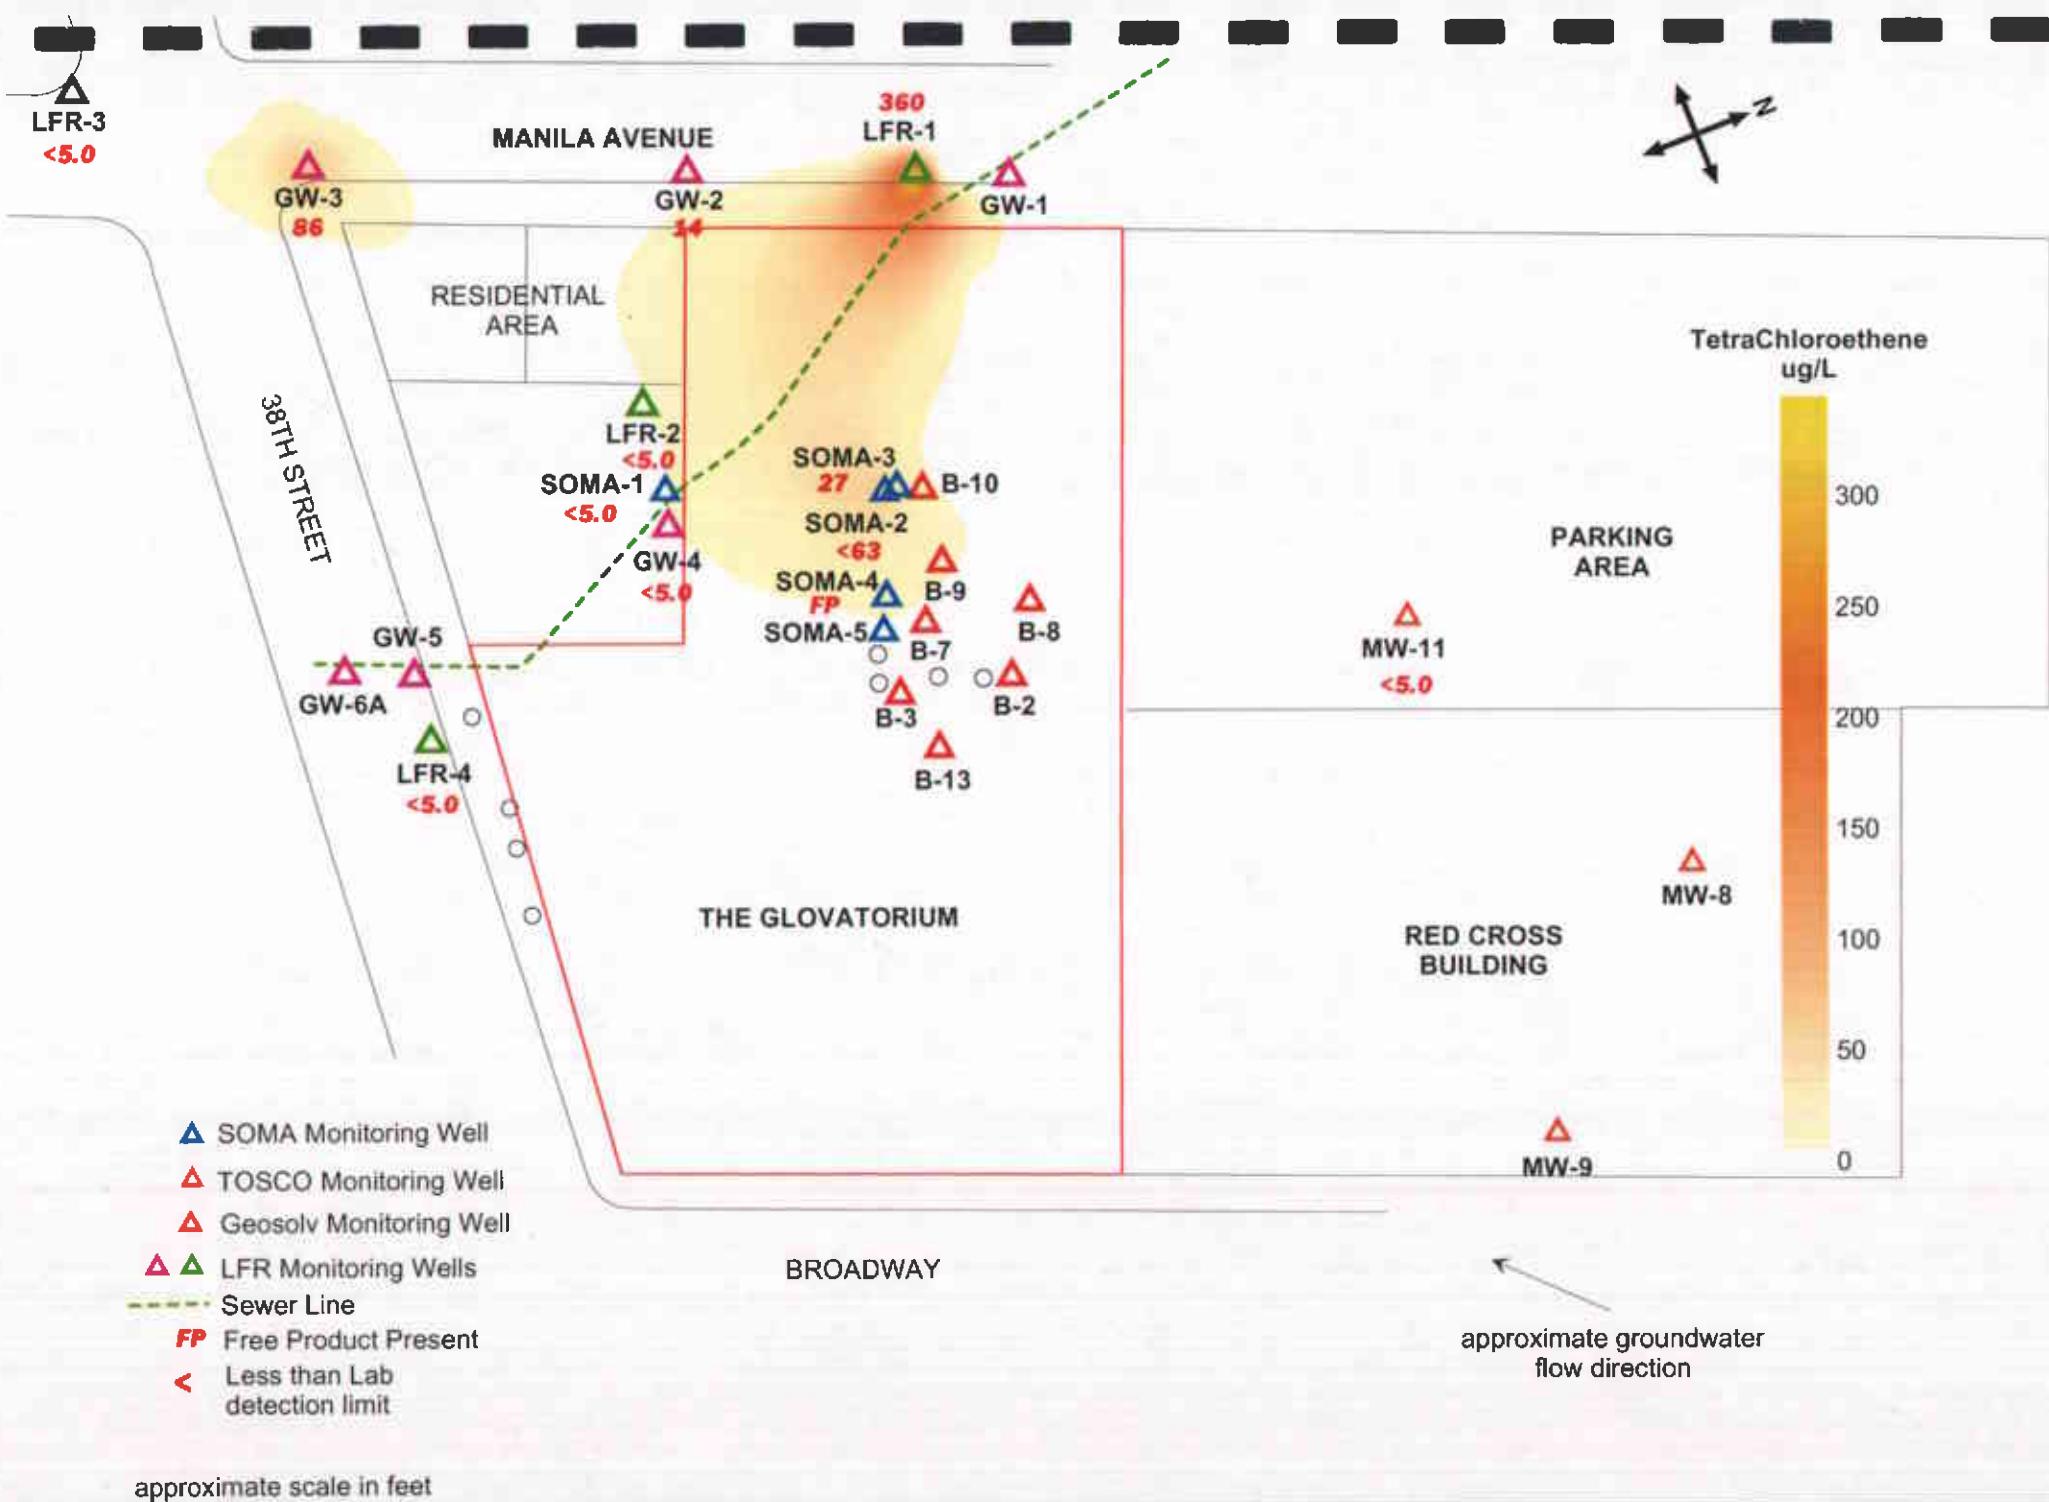 LFR-3
<5.0
360
LFR-1
MANILA AVENUE
N
GW-3
86
GW-2
14
GW-1
RESIDENTIAL
AREA
38TH STREET
LFR-2
<5.0
SOMA-1
<5.0
GW-4
<5.0
SOMA-3
27
B-10
SOMA-2
<63
SOMA-4
FP
B-9
SOMA-5
B-7
B-8
GW-5
GW-6A
B-3
B-2
LFR-4
<5.0
B-13
TetraChloroethene
ug/L
300
250
200
150
100
50
0
PARKING
AREA
MW-11
<5.0
MW-8
THE GLOVATORIUM
RED CROSS
BUILDING
MW-9
SOMA Monitoring Well
TOSCO Monitoring Well
Geosolv Monitoring Well
LFR Monitoring Wells
Sewer Line
FP Free Product Present
< Less than Lab
detection limit
BROADWAY
approximate groundwater
flow direction
approximate scale in feet